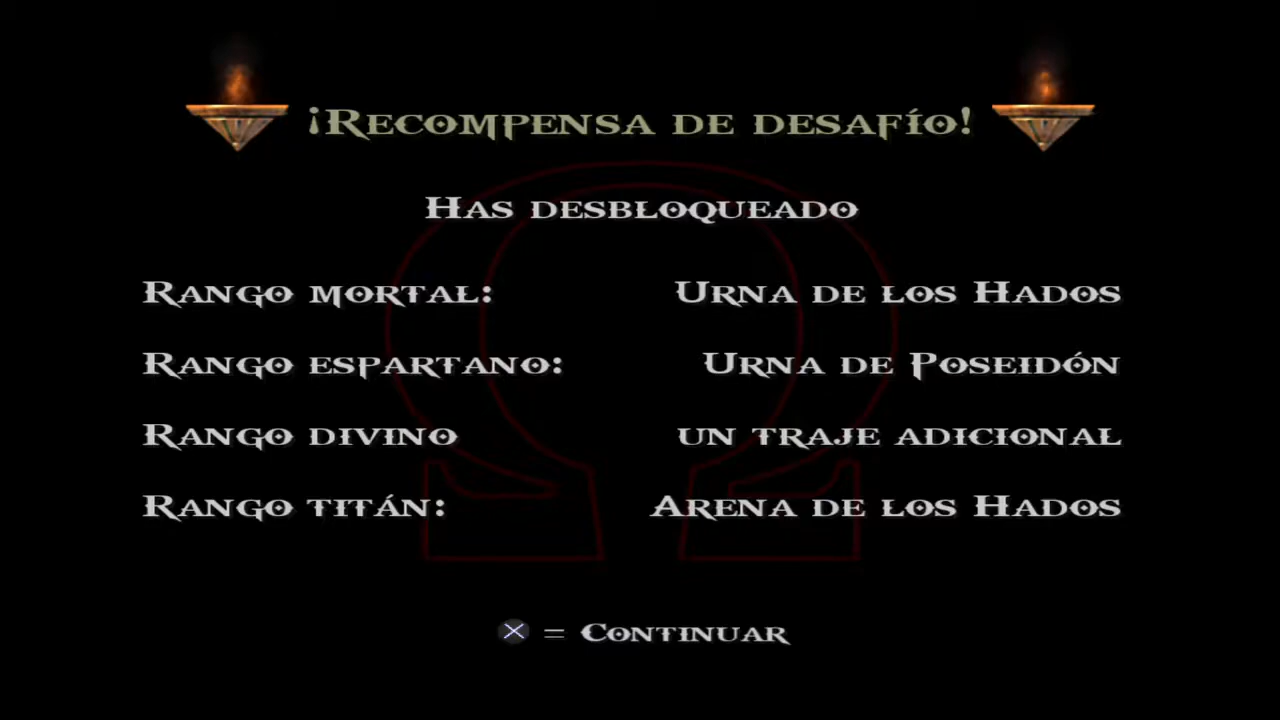 ¡Recompensa de desafío!
Has desbloqueado
Rango mortal: Urna de los Hados
Rango espartano: Urna de Poseidón
Rango divino un traje adicional
Rango titán: Arena de los Hados
= Continuar